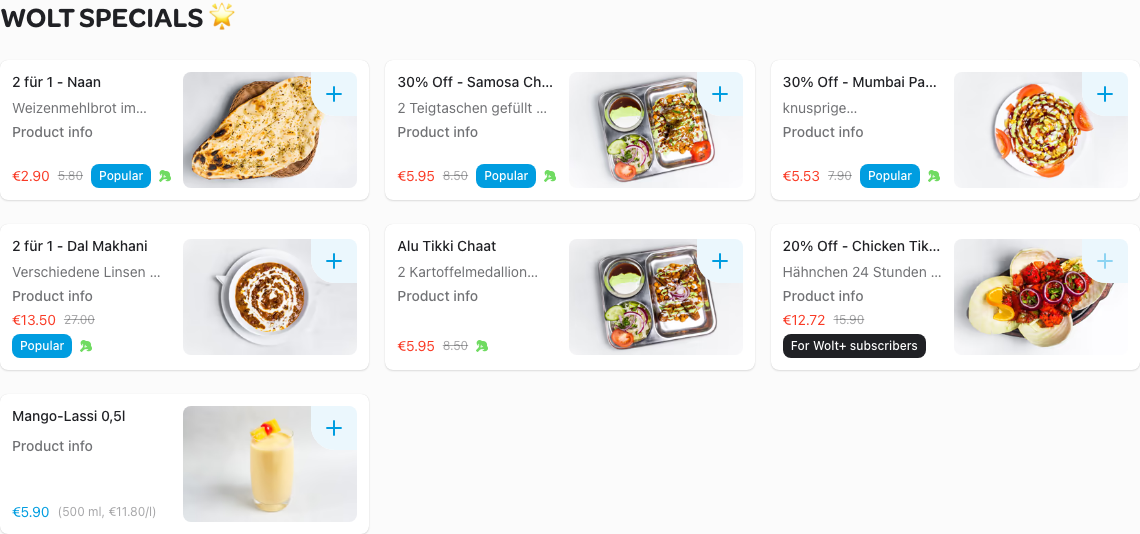 WOLT SPECIALS 🌟
2 für 1 - Naan
Weizenmehlbrot im...
Product info
€2.90 5.80 Popular
30% Off - Samosa Ch...
2 Teigtaschen gefüllt ...
Product info
€5.95 8.50 Popular
30% Off - Mumbai Pa...
knusprige...
Product info
€5.53 7.90 Popular
2 für 1 - Dal Makhani
Verschiedene Linsen ...
Product info
€13.50 27.00
Popular
Alu Tikki Chaat
2 Kartoffelmedallion...
Product info
€5.95 8.50
20% Off - Chicken Tik...
Hähnchen 24 Stunden ...
Product info
€12.72 15.90
For Wolt+ subscribers
Mango-Lassi 0,5l
Product info
€5.90 (500 ml, €11.80/l)